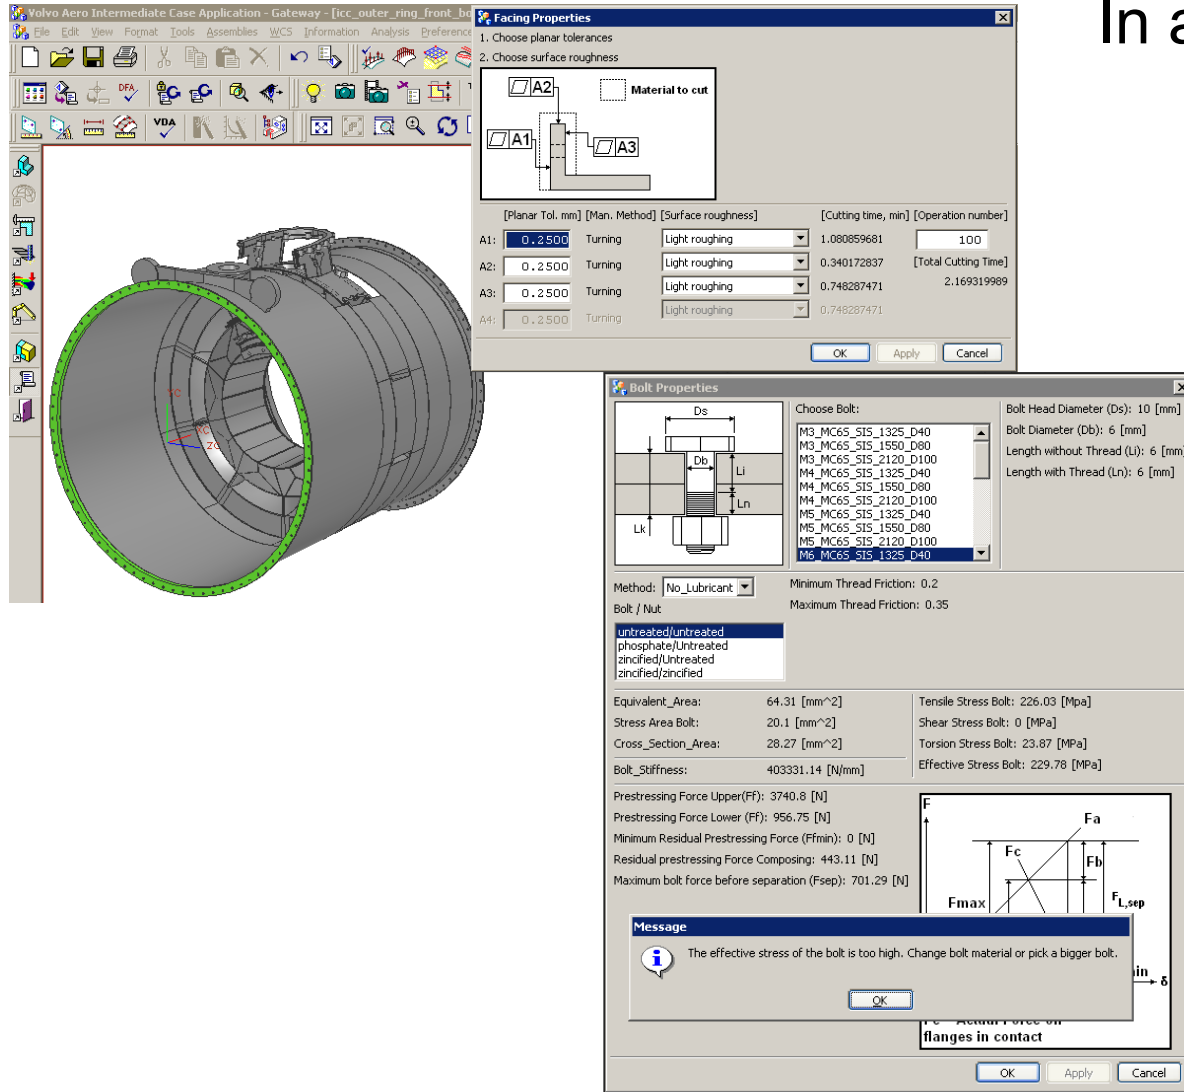 In a
Volvo Aero Intermediate Case Application - Gateway - [icc_outer_ring_front_bo
File Edit View Format Tools Assemblies WCS Information Analysis Preference
DFA
VDA
YC
XC
ZC
Facing Properties
1. Choose planar tolerances
2. Choose surface roughness
A2
Material to cut
A1
A3
[Planar Tol. mm] [Man. Method] [Surface roughness] [Cutting time, min] [Operation number]
A1: 0.2500 Turning Light roughing 1.080859681 100
A2: 0.2500 Turning Light roughing 0.340172837 [Total Cutting Time]
A3: 0.2500 Turning Light roughing 0.748287471 2.169319989
A4: 0.2500 Turning Light roughing 0.748287471
OK Apply Cancel
Bolt Properties
Ds
Db
Li
Ln
Lk
Choose Bolt:
M3_MC6S_SIS_1325_D40
M3_MC6S_SIS_1550_D80
M3_MC6S_SIS_2120_D100
M4_MC6S_SIS_1325_D40
M4_MC6S_SIS_1550_D80
M4_MC6S_SIS_2120_D100
M5_MC6S_SIS_1325_D40
M5_MC6S_SIS_1550_D80
M5_MC6S_SIS_2120_D100
M6_MC6S_SIS_1325_D40
Bolt Head Diameter (Ds): 10 [mm]
Bolt Diameter (Db): 6 [mm]
Length without Thread (Li): 6 [mm]
Length with Thread (Ln): 6 [mm]
Method: No_Lubricant
Minimum Thread Friction: 0.2
Maximum Thread Friction: 0.35
Bolt / Nut
untreated/untreated
phosphate/Untreated
zincified/Untreated
zincified/zincified
Equivalent_Area: 64.31 [mm^2]
Stress Area Bolt: 20.1 [mm^2]
Cross_Section_Area: 28.27 [mm^2]
Bolt_Stiffness: 403331.14 [N/mm]
Tensile Stress Bolt: 226.03 [Mpa]
Shear Stress Bolt: 0 [MPa]
Torsion Stress Bolt: 23.87 [MPa]
Effective Stress Bolt: 229.78 [MPa]
Prestressing Force Upper(Ff): 3740.8 [N]
Prestressing Force Lower (Ff): 956.75 [N]
Minimum Residual Prestressing Force (Ffmin): 0 [N]
Residual prestressing Force Composing: 443.11 [N]
Maximum bolt force before separation (Fsep): 701.29 [N]
F
Fa
Fc
Fb
Fmax
FL,sep
in
δ
Message
The effective stress of the bolt is too high. Change bolt material or pick a bigger bolt.
OK
flanges in contact
OK Apply Cancel